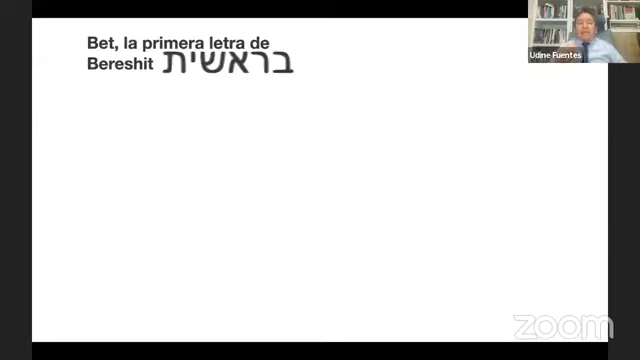 Bet, la primera letra de
Bereshit בראשית
Udine Fuentes
zoom